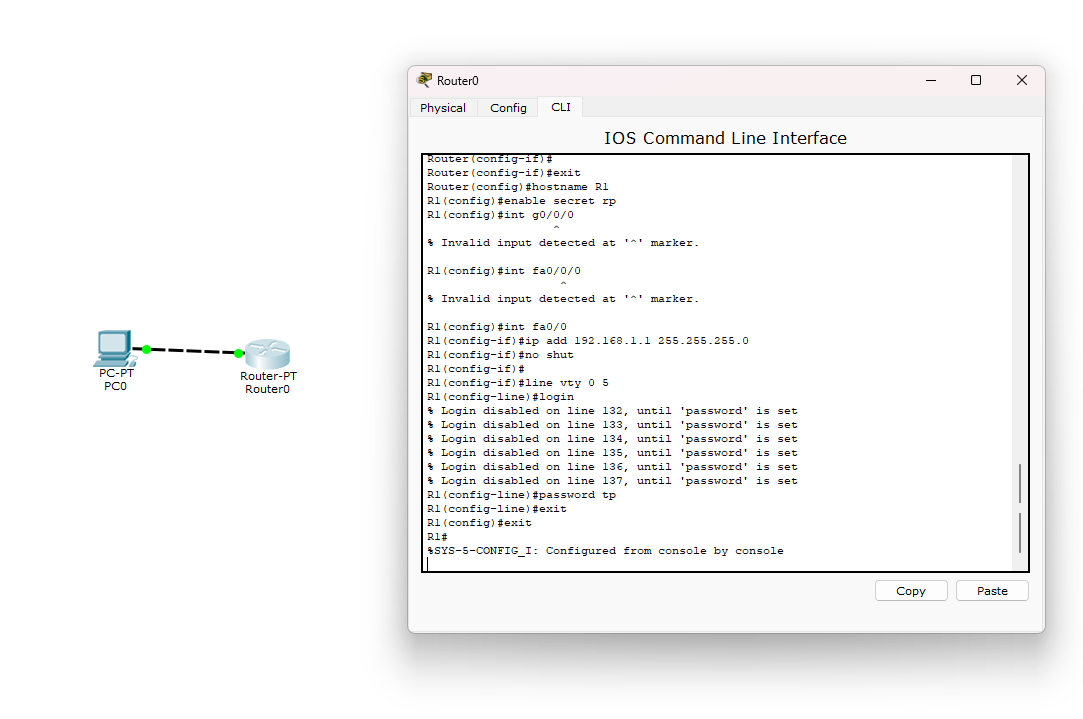 PC-PT
PC0
Router-PT
Router0
Router0
Physical
Config
CLI
IOS Command Line Interface
Router(config-if)#
Router(config-if)#exit
Router(config)#hostname R1
R1(config)#enable secret rp
R1(config)#int g0/0/0
^
% Invalid input detected at '^' marker.
R1(config)#int fa0/0/0
^
% Invalid input detected at '^' marker.
R1(config)#int fa0/0
R1(config-if)#ip add 192.168.1.1 255.255.255.0
R1(config-if)#no shut
R1(config-if)#
R1(config-if)#line vty 0 5
R1(config-line)#login
% Login disabled on line 132, until 'password' is set
% Login disabled on line 133, until 'password' is set
% Login disabled on line 134, until 'password' is set
% Login disabled on line 135, until 'password' is set
% Login disabled on line 136, until 'password' is set
% Login disabled on line 137, until 'password' is set
R1(config-line)#password tp
R1(config-line)#exit
R1(config)#exit
R1#
%SYS-5-CONFIG_I: Configured from console by console
Copy
Paste